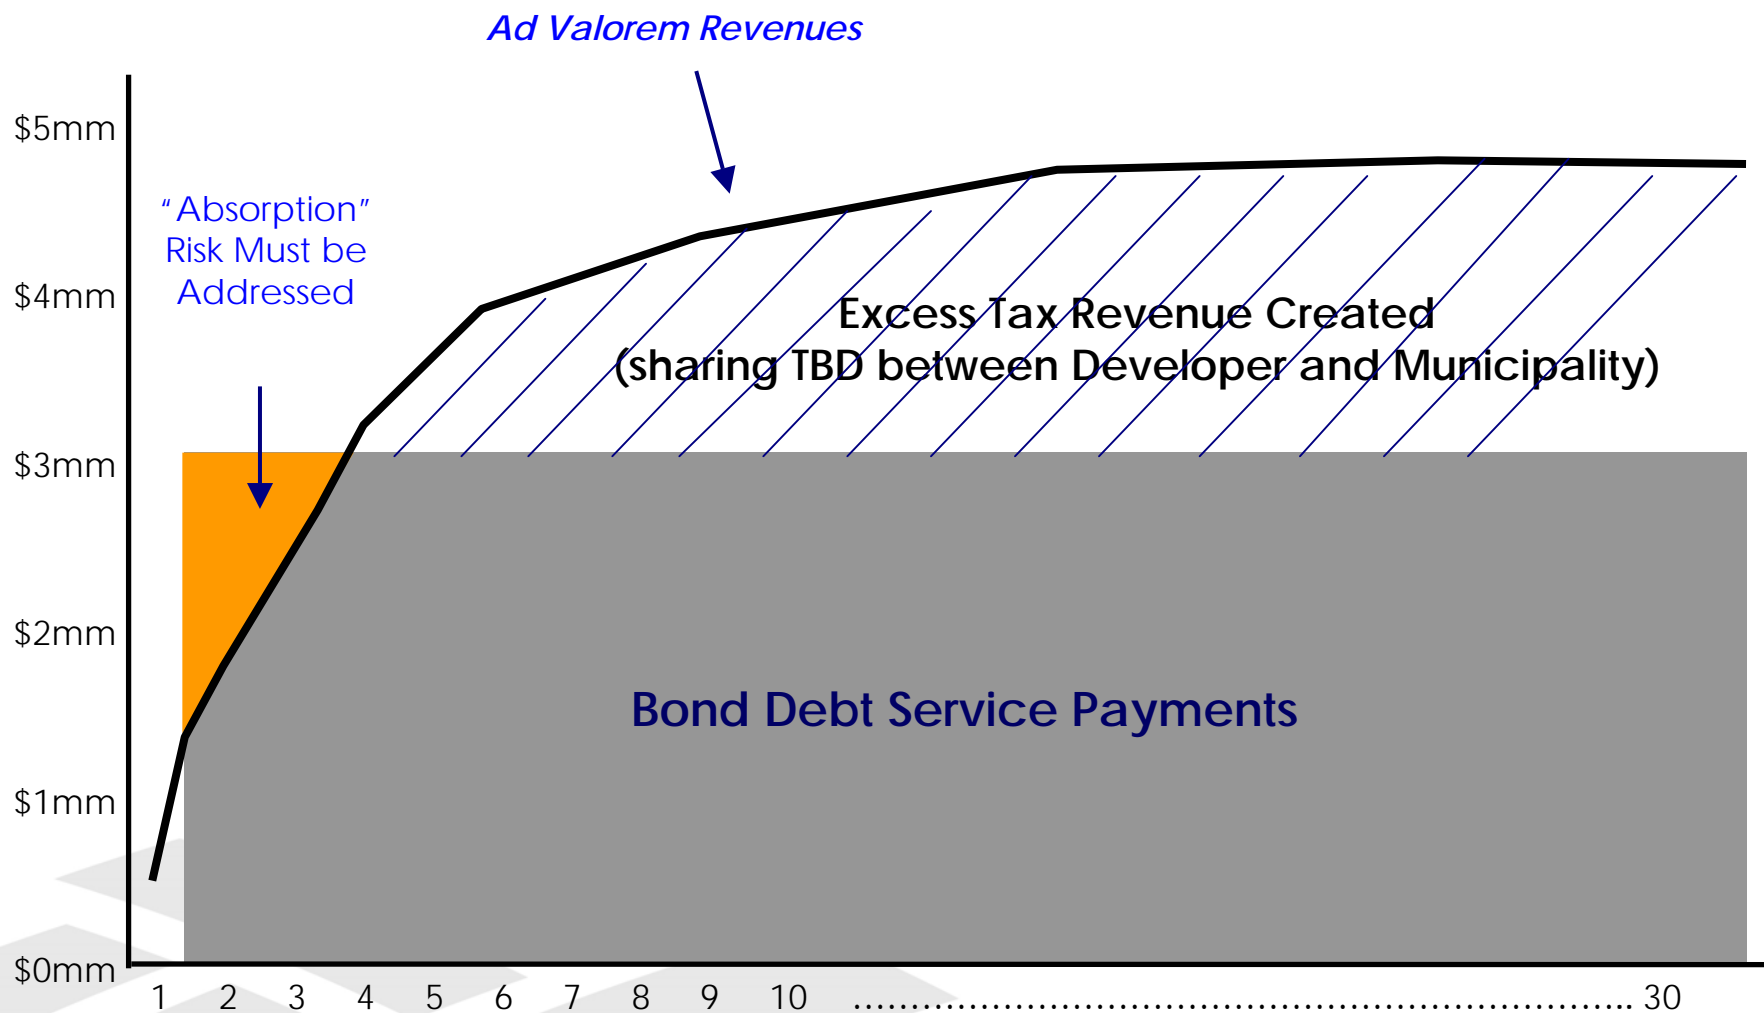 Ad Valorem Revenues
$5mm
“Absorption”
Risk Must be
Addressed
$4mm
Excess Tax Revenue Created
(sharing TBD between Developer and Municipality)
$3mm
$2mm
Bond Debt Service Payments
$1mm
$0mm
1 2 3 4 5 6 7 8 9 10 ………………………………………………………….. 30